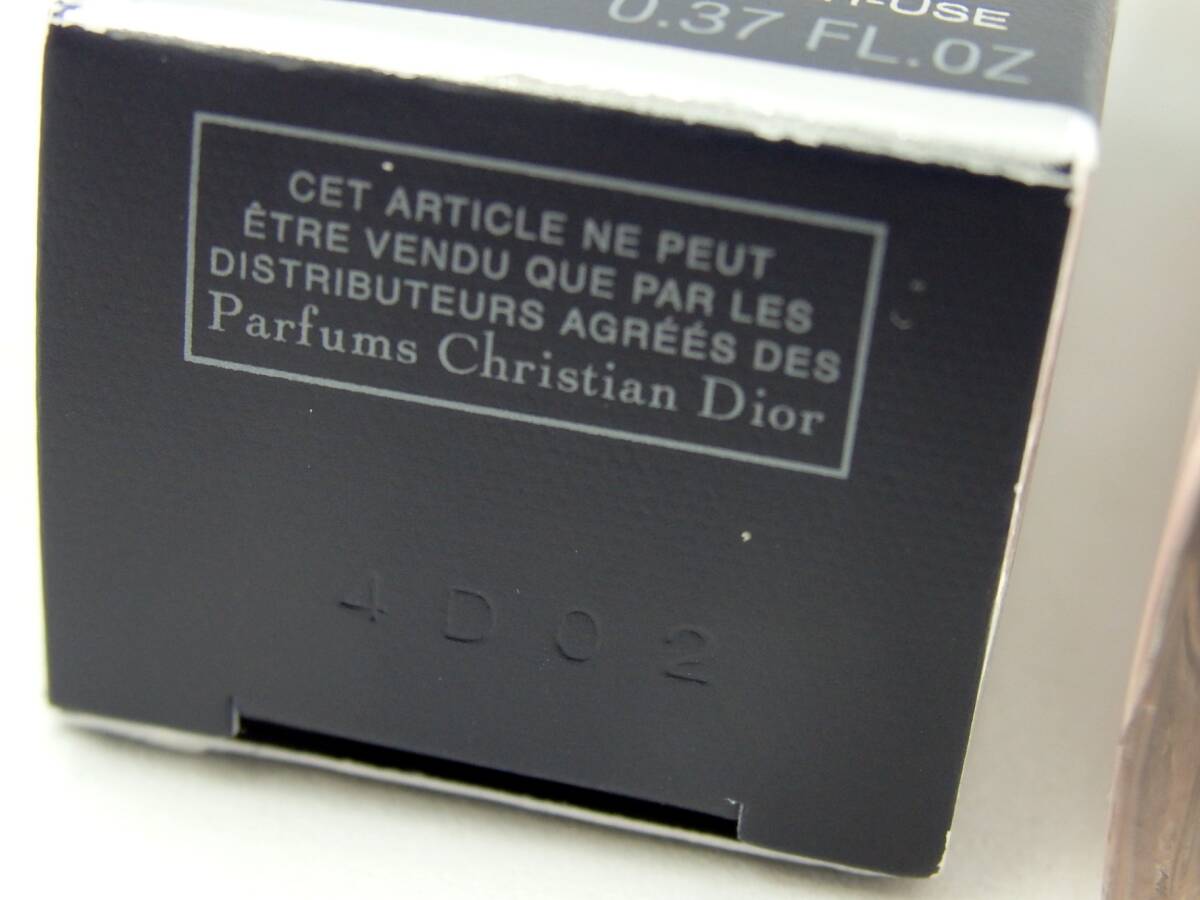 -USE
0.37 FL.OZ
CET ARTICLE NE PEUT
ÊTRE VENDU QUE PAR LES
DISTRIBUTEURS AGRÉÉS DES
Parfums Christian Dior
4D02